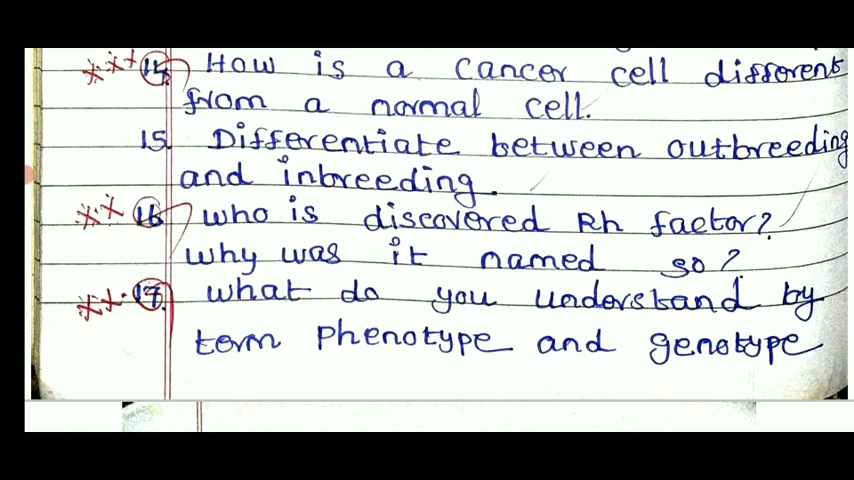 ××× 14. How is a cancer cell different
from a normal cell.
15. Differentiate between outbreeding
and inbreeding.
×× 16. who is discovered Rh factor?
why was it named so?
×× 17. what do you understand by
term phenotype and genotype